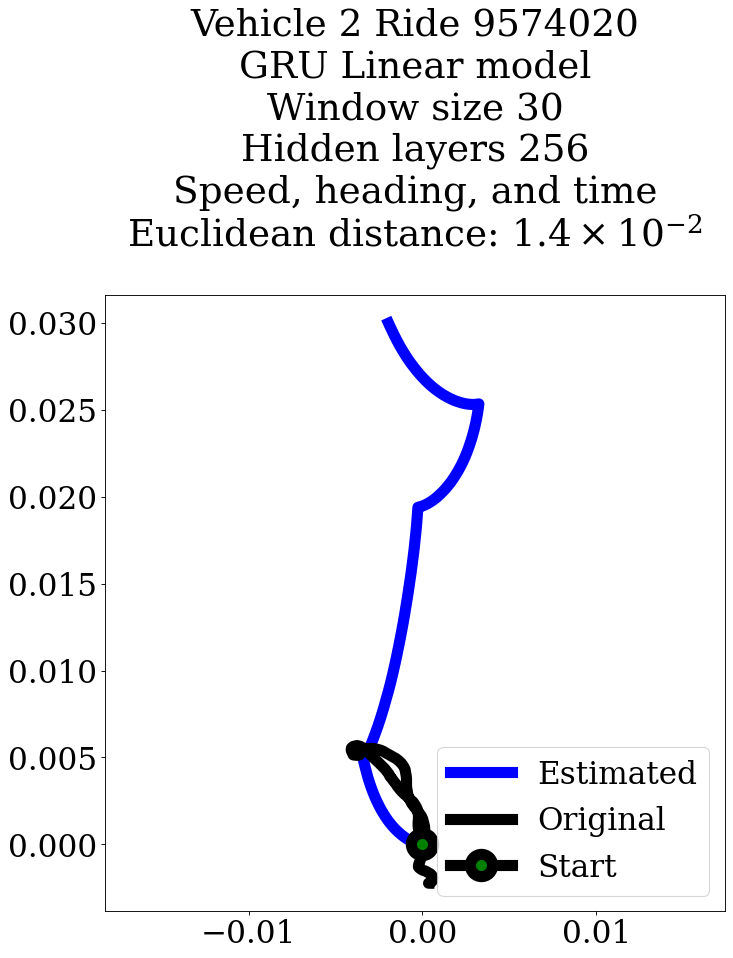 Vehicle 2 Ride 9574020
GRU Linear model
Window size 30
Hidden layers 256
Speed, heading, and time
Euclidean distance: 1.4 × 10⁻²
0.030
0.025
0.020
0.015
0.010
0.005
0.000
Estimated
Original
Start
−0.01
0.00
0.01